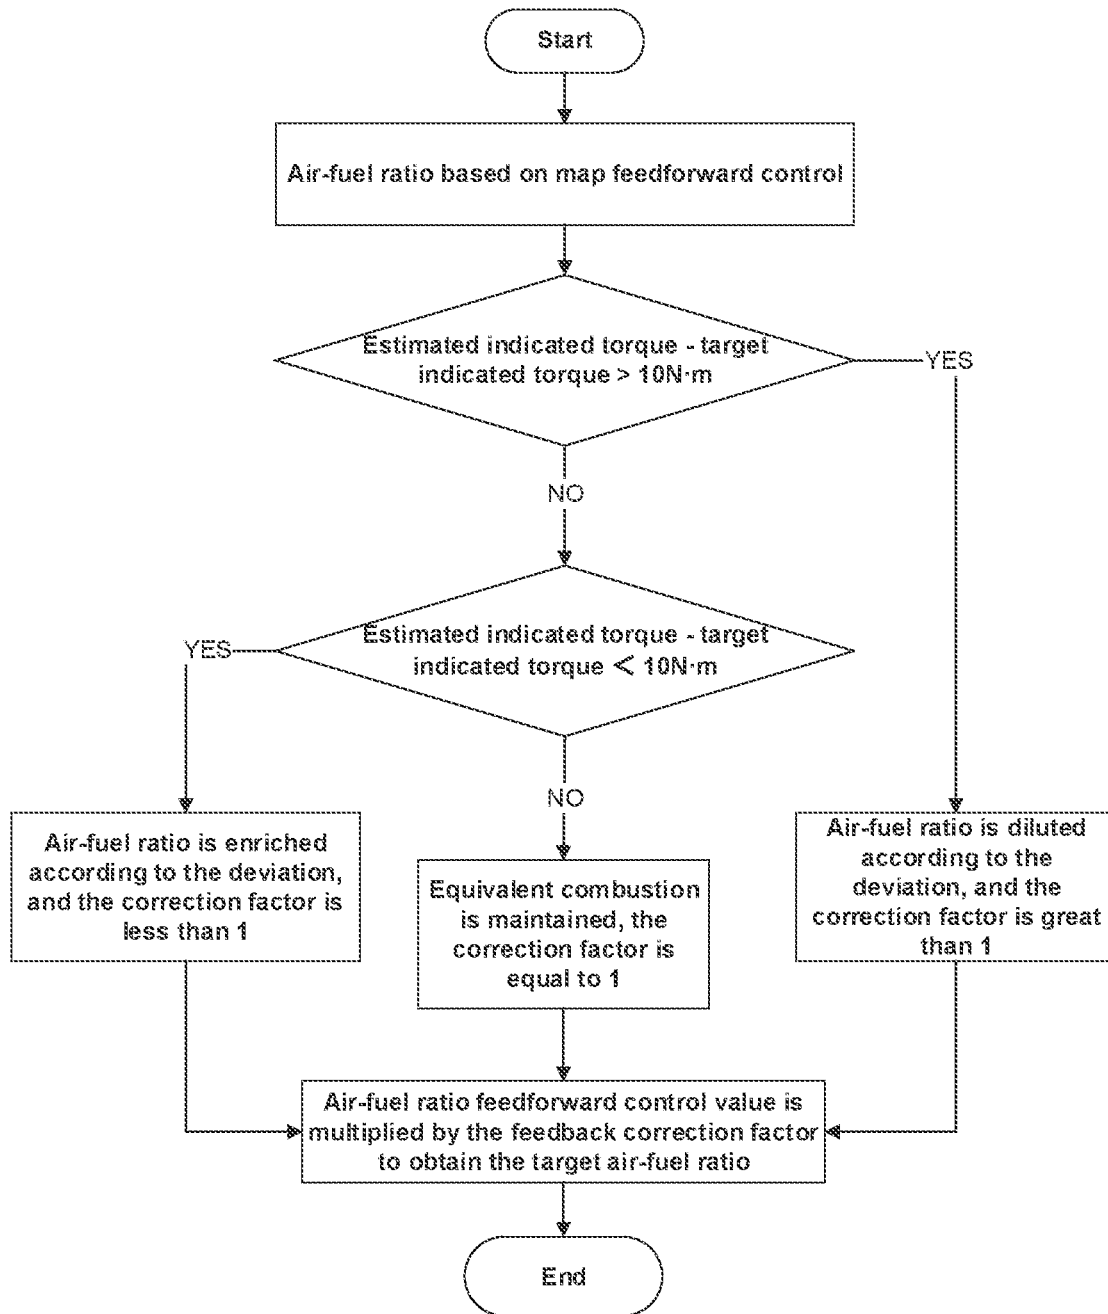 Start
Air-fuel ratio based on map feedforward control
Estimated indicated torque - target
indicated torque > 10N·m
YES
NO
Estimated indicated torque - target
indicated torque < 10N·m
YES
NO
Air-fuel ratio is enriched
according to the deviation,
and the correction factor is
less than 1
Equivalent combustion
is maintained, the
correction factor is
equal to 1
Air-fuel ratio is diluted
according to the
deviation, and the
correction factor is great
than 1
Air-fuel ratio feedforward control value is
multiplied by the feedback correction factor
to obtain the target air-fuel ratio
End